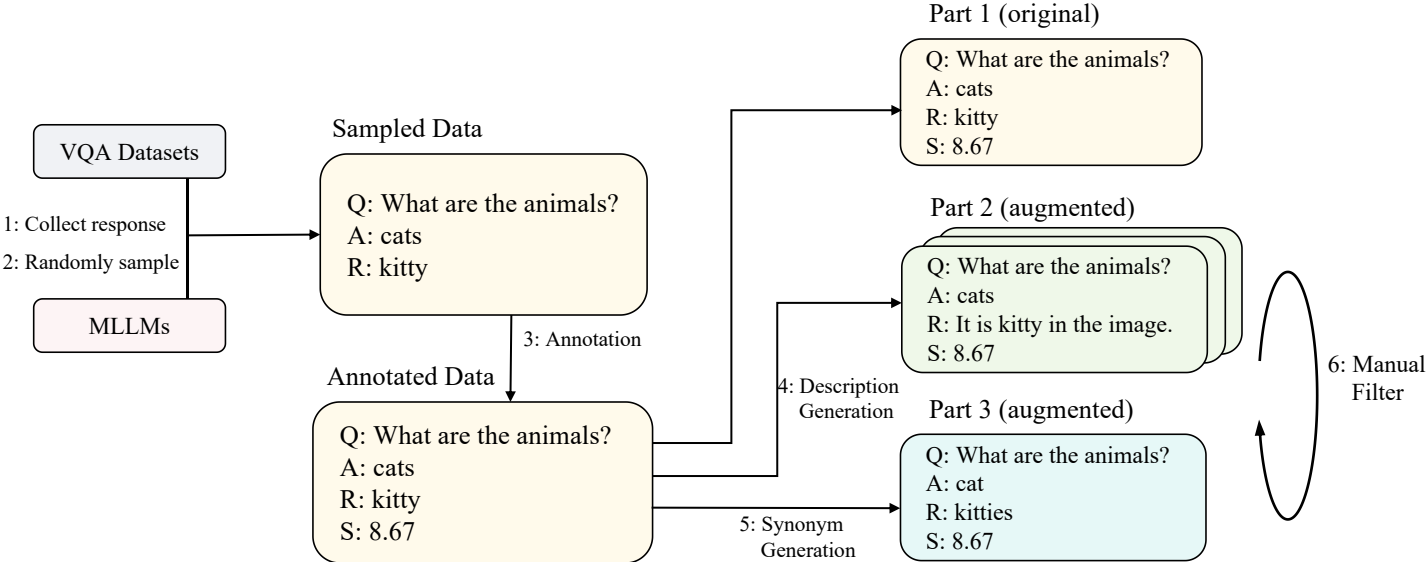 VQA Datasets
1: Collect response
2: Randomly sample
MLLMs
Sampled Data
Q: What are the animals?
A: cats
R: kitty
3: Annotation
Annotated Data
Q: What are the animals?
A: cats
R: kitty
S: 8.67
4: Description
Generation
5: Synonym
Generation
Part 1 (original)
Q: What are the animals?
A: cats
R: kitty
S: 8.67
Part 2 (augmented)
Q: What are the animals?
A: cats
R: It is kitty in the image.
S: 8.67
Part 3 (augmented)
Q: What are the animals?
A: cat
R: kitties
S: 8.67
6: Manual
Filter